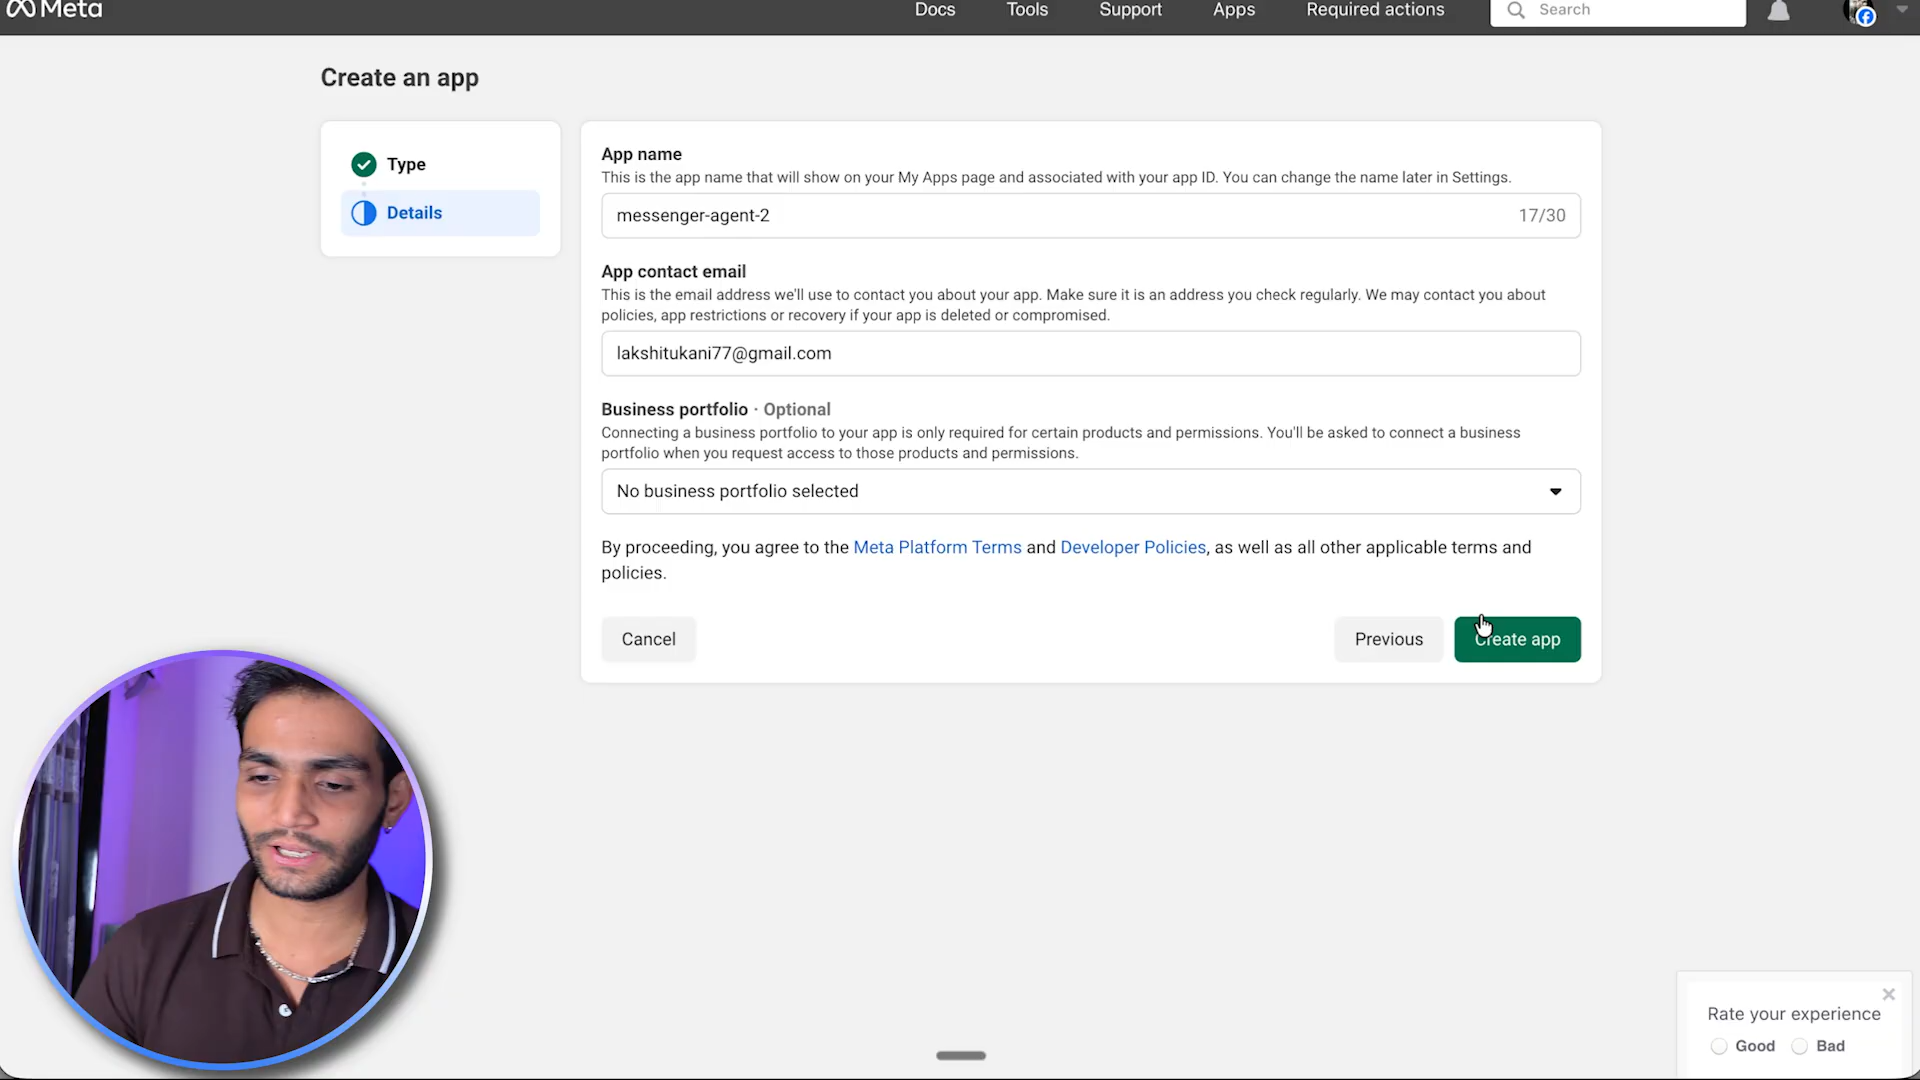 Meta
Docs
Tools
Support
Apps
Required actions
Search
Create an app
Type
Details
App name
This is the app name that will show on your My Apps page and associated with your app ID. You can change the name later in Settings.
messenger-agent-2
17/30
App contact email
This is the email address we'll use to contact you about your app. Make sure it is an address you check regularly. We may contact you about
policies, app restrictions or recovery if your app is deleted or compromised.
lakshitukani77@gmail.com
Business portfolio · Optional
Connecting a business portfolio to your app is only required for certain products and permissions. You'll be asked to connect a business
portfolio when you request access to those products and permissions.
No business portfolio selected
By proceeding, you agree to the Meta Platform Terms and Developer Policies, as well as all other applicable terms and
policies.
Cancel
Previous
Create app
Rate your experience
Good
Bad